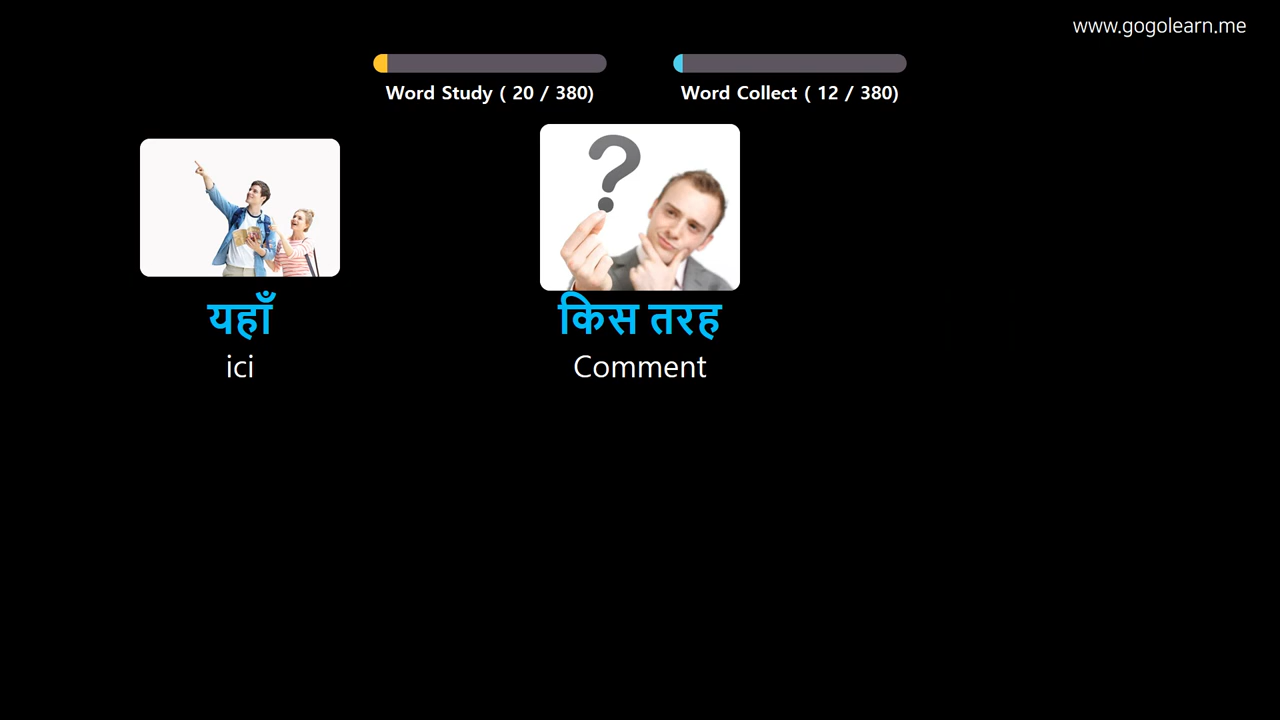 www.gogolearn.me
Word Study ( 20 / 380)
Word Collect ( 12 / 380)
यहाँ
ici
किस तरह
Comment